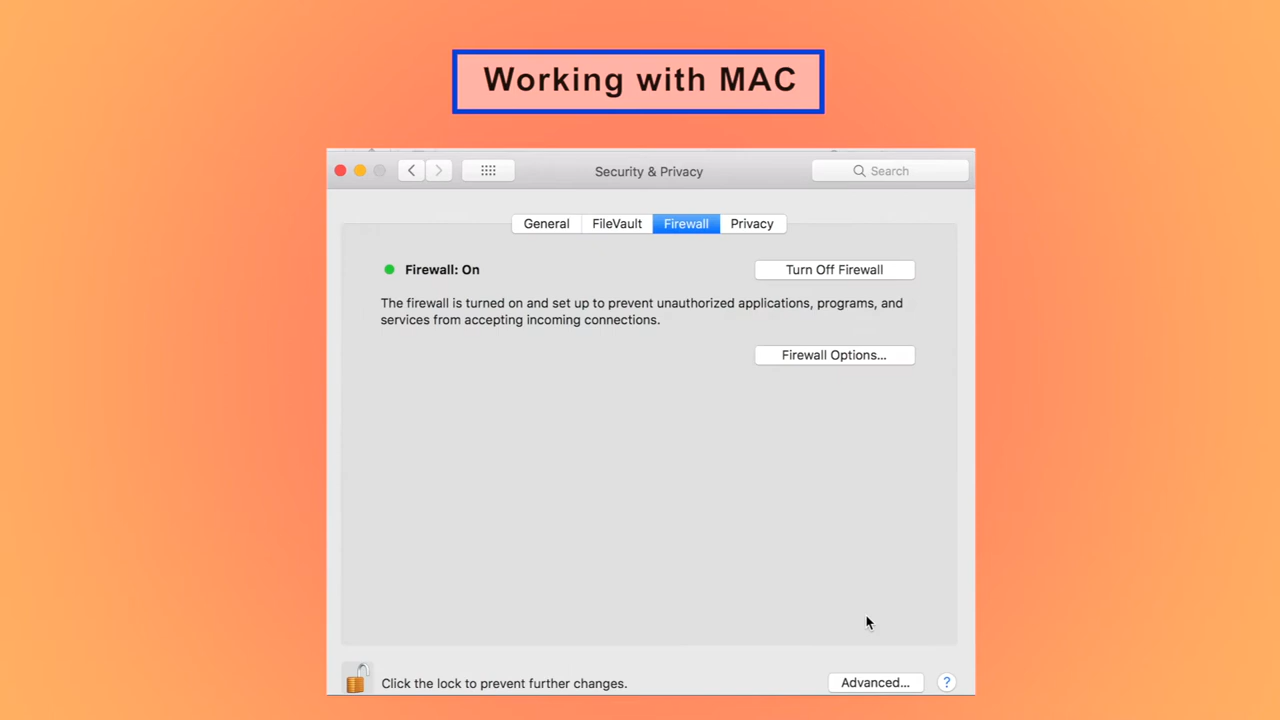 Working with MAC
Security & Privacy
Search
General
FileVault
Firewall
Privacy
Firewall: On
Turn Off Firewall
The firewall is turned on and set up to prevent unauthorized applications, programs, and
services from accepting incoming connections.
Firewall Options...
Click the lock to prevent further changes.
Advanced...
?